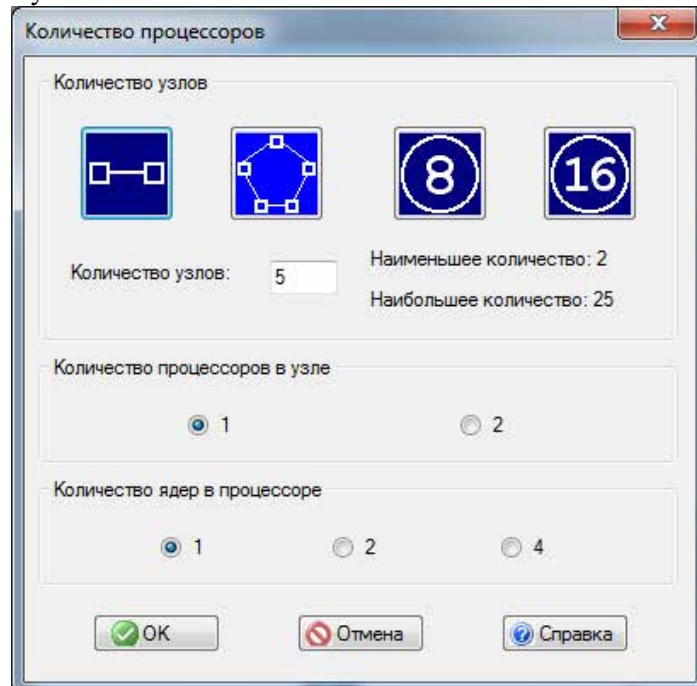 Количество процессоров
Количество узлов
8
16
Количество узлов:
5
Наименьшее количество: 2
Наибольшее количество: 25
Количество процессоров в узле
1
2
Количество ядер в процессоре
1
2
4
OK
Отмена
Справка